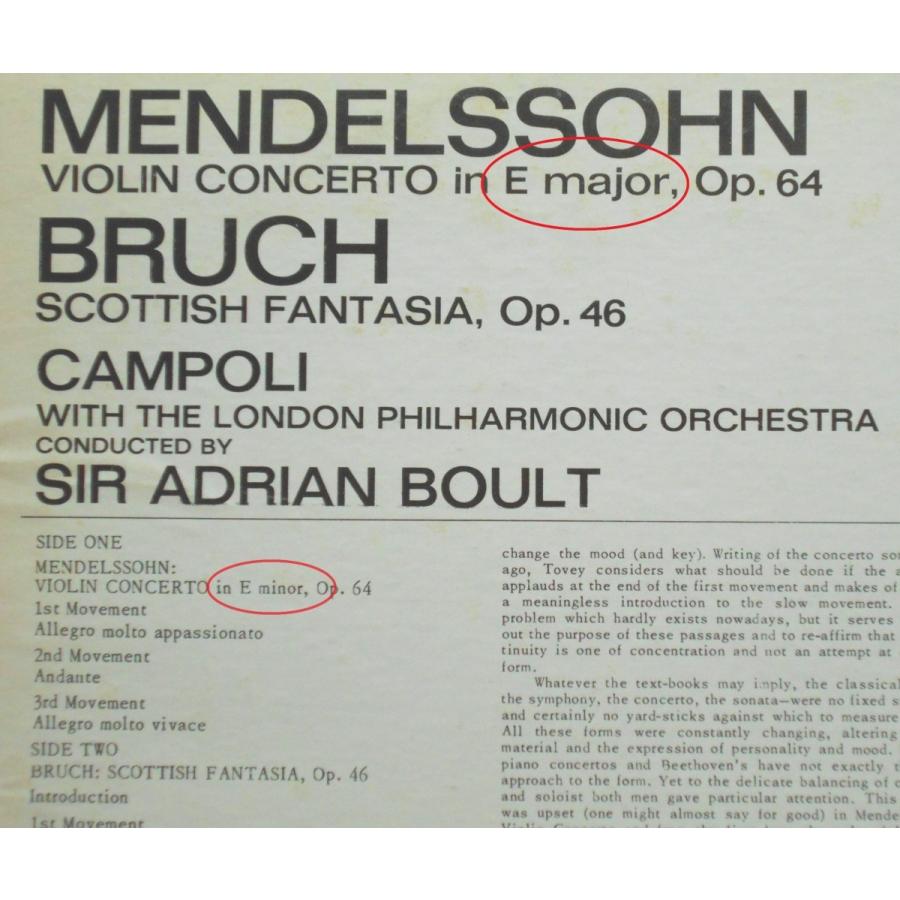 MENDELSSOHN
VIOLIN CONCERTO in E major, Op. 64
BRUCH
SCOTTISH FANTASIA, Op. 46
CAMPOLI
WITH THE LONDON PHILHARMONIC ORCHESTRA
CONDUCTED BY
SIR ADRIAN BOULT
SIDE ONE
MENDELSSOHN:
VIOLIN CONCERTO in E minor, Op. 64
1st Movement
Allegro molto appassionato
2nd Movement
Andante
3rd Movement
Allegro molto vivace
SIDE TWO
BRUCH: SCOTTISH FANTASIA, Op. 46
Introduction
1st Movement
change the mood (and key). Writing of the concerto
ago, Tovey considers what should be done if the
applauds at the end of the first movement and makes of
a meaningless introduction to the slow movement.
problem which hardly exists nowadays, but it serves
out the purpose of these passages and to re-affirm that
tinuity is one of concentration and not an attempt at
form.
Whatever the text-books may imply, the classical
the symphony, the concerto, the sonata—were no fixed
and certainly no yard-sticks against which to measure
All these forms were constantly changing, altering
material and the expression of personality and mood.
piano concertos and Beethoven's have not exactly
approach to the form. Yet to the delicate balancing of
and soloist both men gave particular attention. This
was upset (one might almost say for good) in